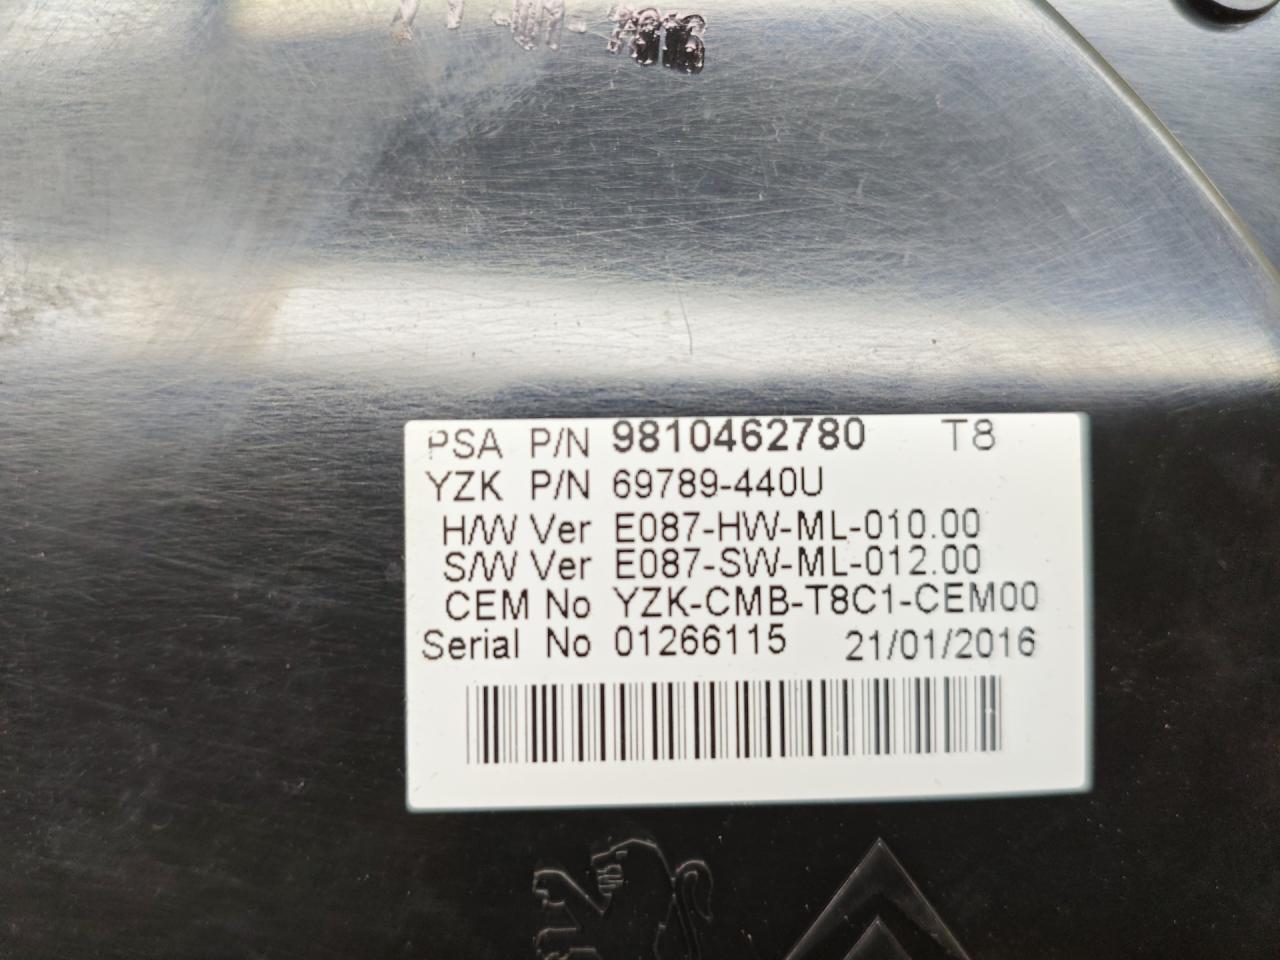 PSA P/N 9810462780 T8
YZK P/N 69789-440U
H/W Ver E087-HW-ML-010.00
S/W Ver E087-SW-ML-012.00
CEM No YZK-CMB-T8C1-CEM00
Serial No 01266115 21/01/2016